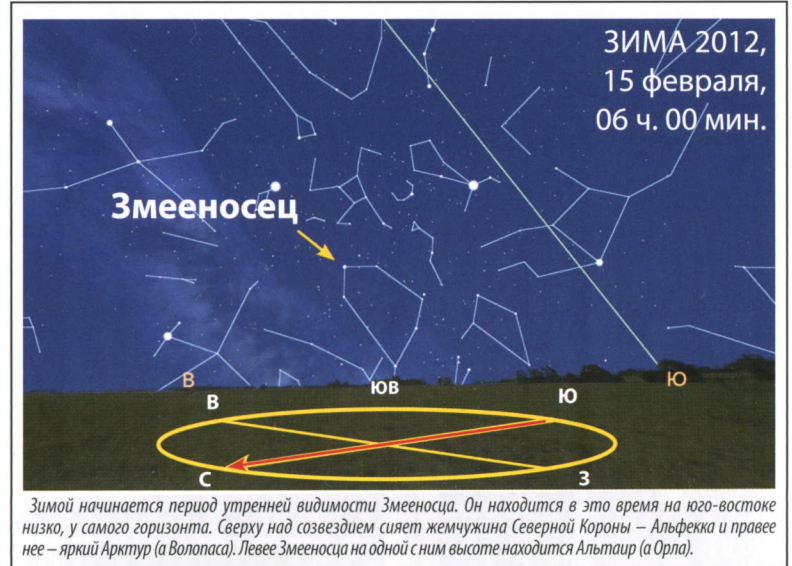 ЗИМА 2012,
15 февраля,
06 ч. 00 мин.
Змееносец
В
ЮВ
Ю
В
Ю
С
З
Зимой начинается период утренней видимости Змееносца. Он находится в это время на юго-востоке
низко, у самого горизонта. Сверху над созвездием сияет жемчужина Северной Короны – Альфекка и правее
нее – яркий Арктур (а Волопаса). Левее Змееносца на одной с ним высоте находится Альтаир (а Орла).